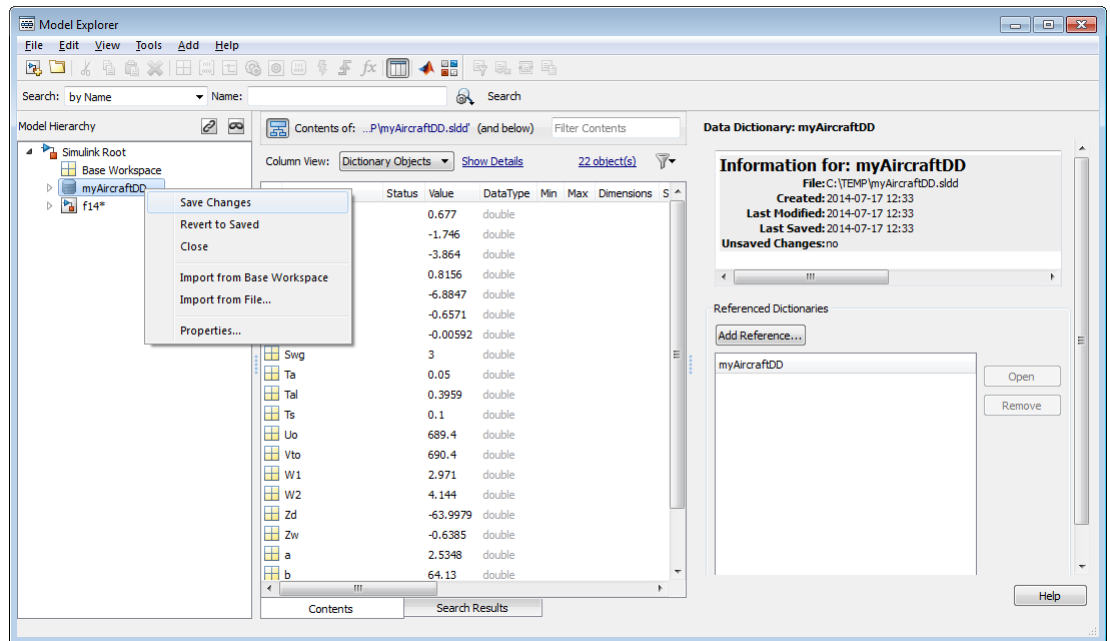 Model Explorer
File Edit View Tools Add Help
Search: by Name Name: Search
Model Hierarchy
Simulink Root
Base Workspace
myAircraftDD
f14*
Save Changes
Revert to Saved
Close
Import from Base Workspace
Import from File...
Properties...
Contents of: ...P\myAircraftDD.sldd' (and below) Filter Contents
Column View: Dictionary Objects Show Details 22 object(s)
Status Value DataType Min Max Dimensions S
0.677 double
-1.746 double
-3.864 double
0.8156 double
-6.8847 double
-0.6571 double
-0.00592 double
Swg 3 double
Ta 0.05 double
Tal 0.3959 double
Ts 0.1 double
Uo 689.4 double
Vto 690.4 double
W1 2.971 double
W2 4.144 double
Zd -63.9979 double
Zw -0.6385 double
a 2.5348 double
b 64.13 double
Contents Search Results
Data Dictionary: myAircraftDD
Information for: myAircraftDD
File: C:\TEMP\myAircraftDD.sldd
Created: 2014-07-17 12:33
Last Modified: 2014-07-17 12:33
Last Saved: 2014-07-17 12:33
Unsaved Changes: no
Referenced Dictionaries
Add Reference...
myAircraftDD
Open
Remove
Help